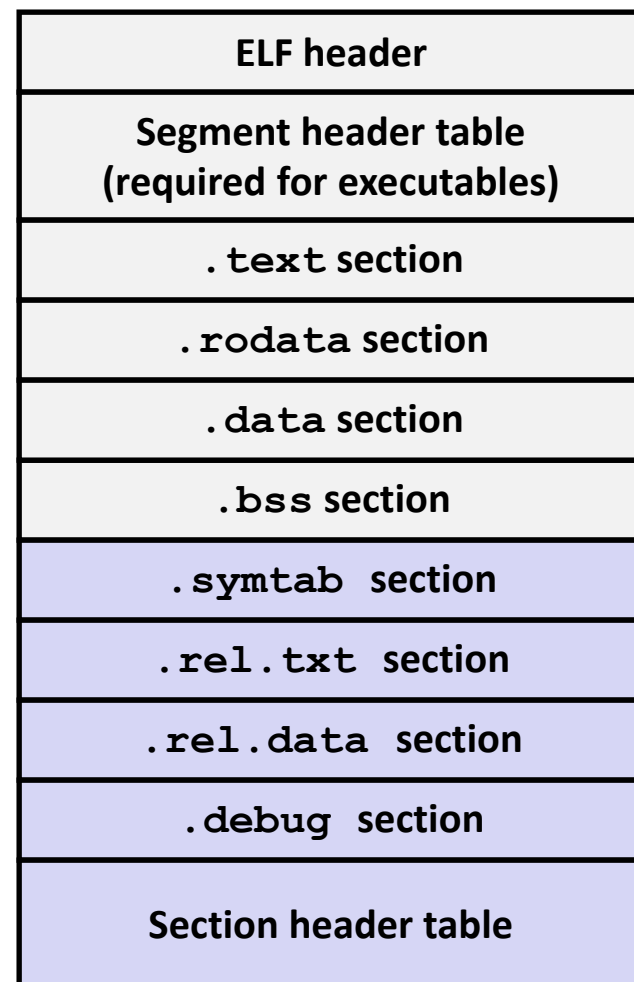 ELF header
Segment header table
(required for executables)
.text section
.rodata section
.data section
.bss section
.symtab section
.rel.txt section
.rel.data section
.debug section
Section header table